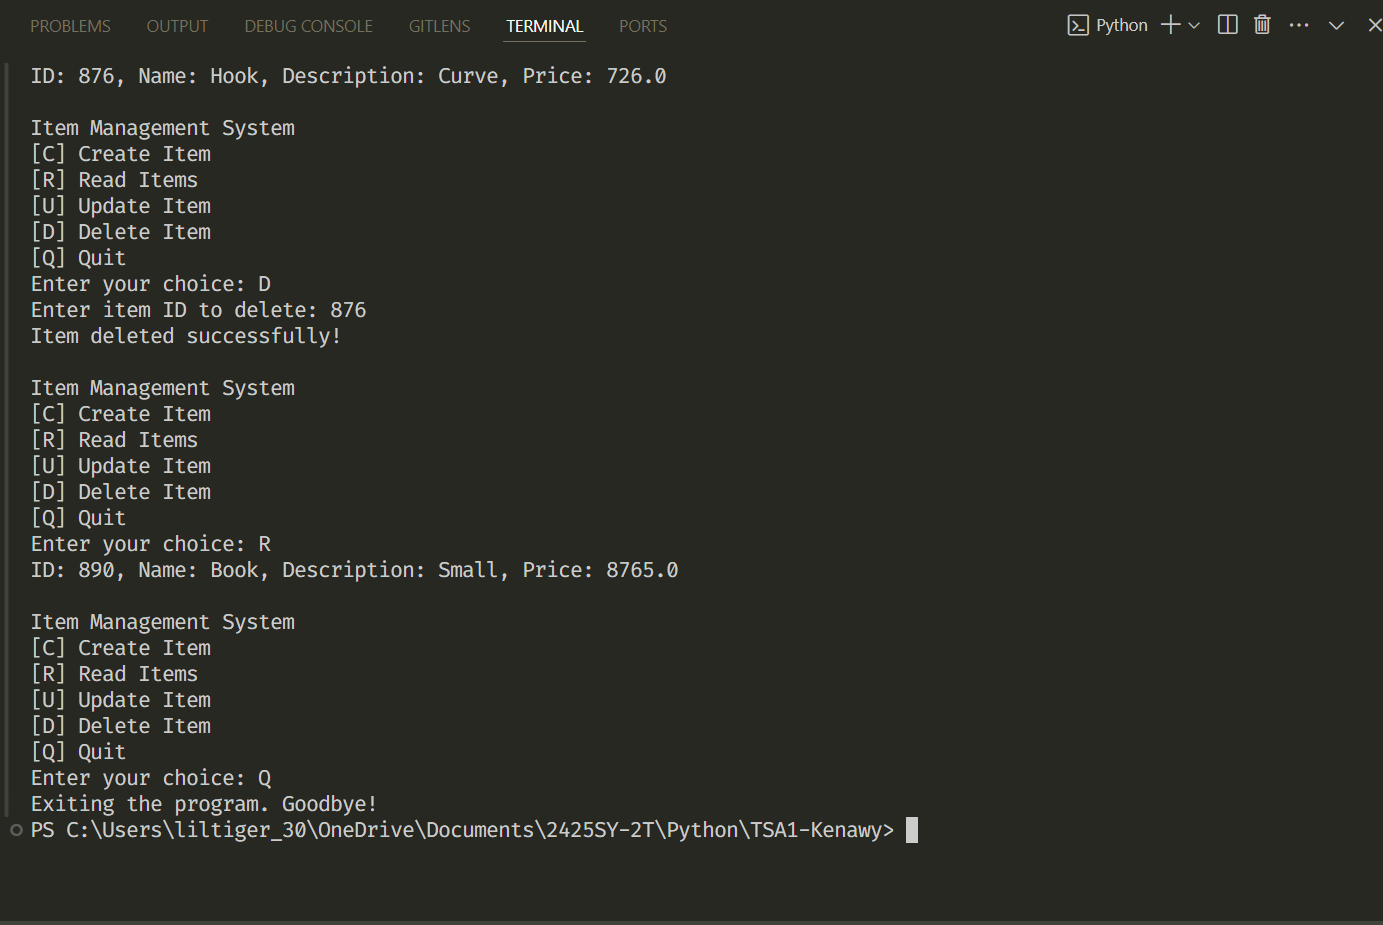 PROBLEMS OUTPUT DEBUG CONSOLE GITLENS TERMINAL PORTS Python
ID: 876, Name: Hook, Description: Curve, Price: 726.0
Item Management System
[C] Create Item
[R] Read Items
[U] Update Item
[D] Delete Item
[Q] Quit
Enter your choice: D
Enter item ID to delete: 876
Item deleted successfully!
Item Management System
[C] Create Item
[R] Read Items
[U] Update Item
[D] Delete Item
[Q] Quit
Enter your choice: R
ID: 890, Name: Book, Description: Small, Price: 8765.0
Item Management System
[C] Create Item
[R] Read Items
[U] Update Item
[D] Delete Item
[Q] Quit
Enter your choice: Q
Exiting the program. Goodbye!
PS C:\Users\liltiger_30\OneDrive\Documents\2425SY-2T\Python\TSA1-Kenawy>